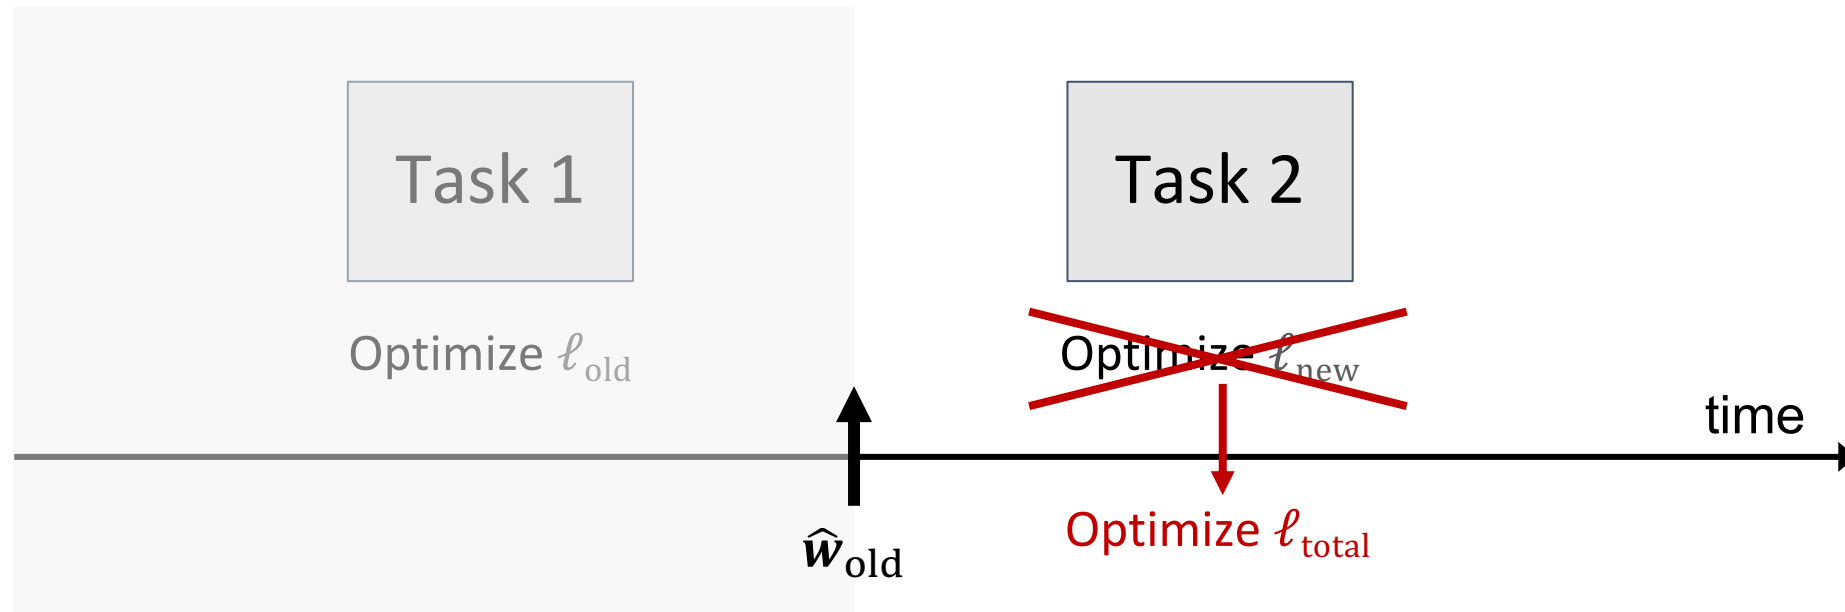 Task 1
Task 2
Optimize ℓold
Optimize ℓnew
time
ŵold
Optimize ℓtotal